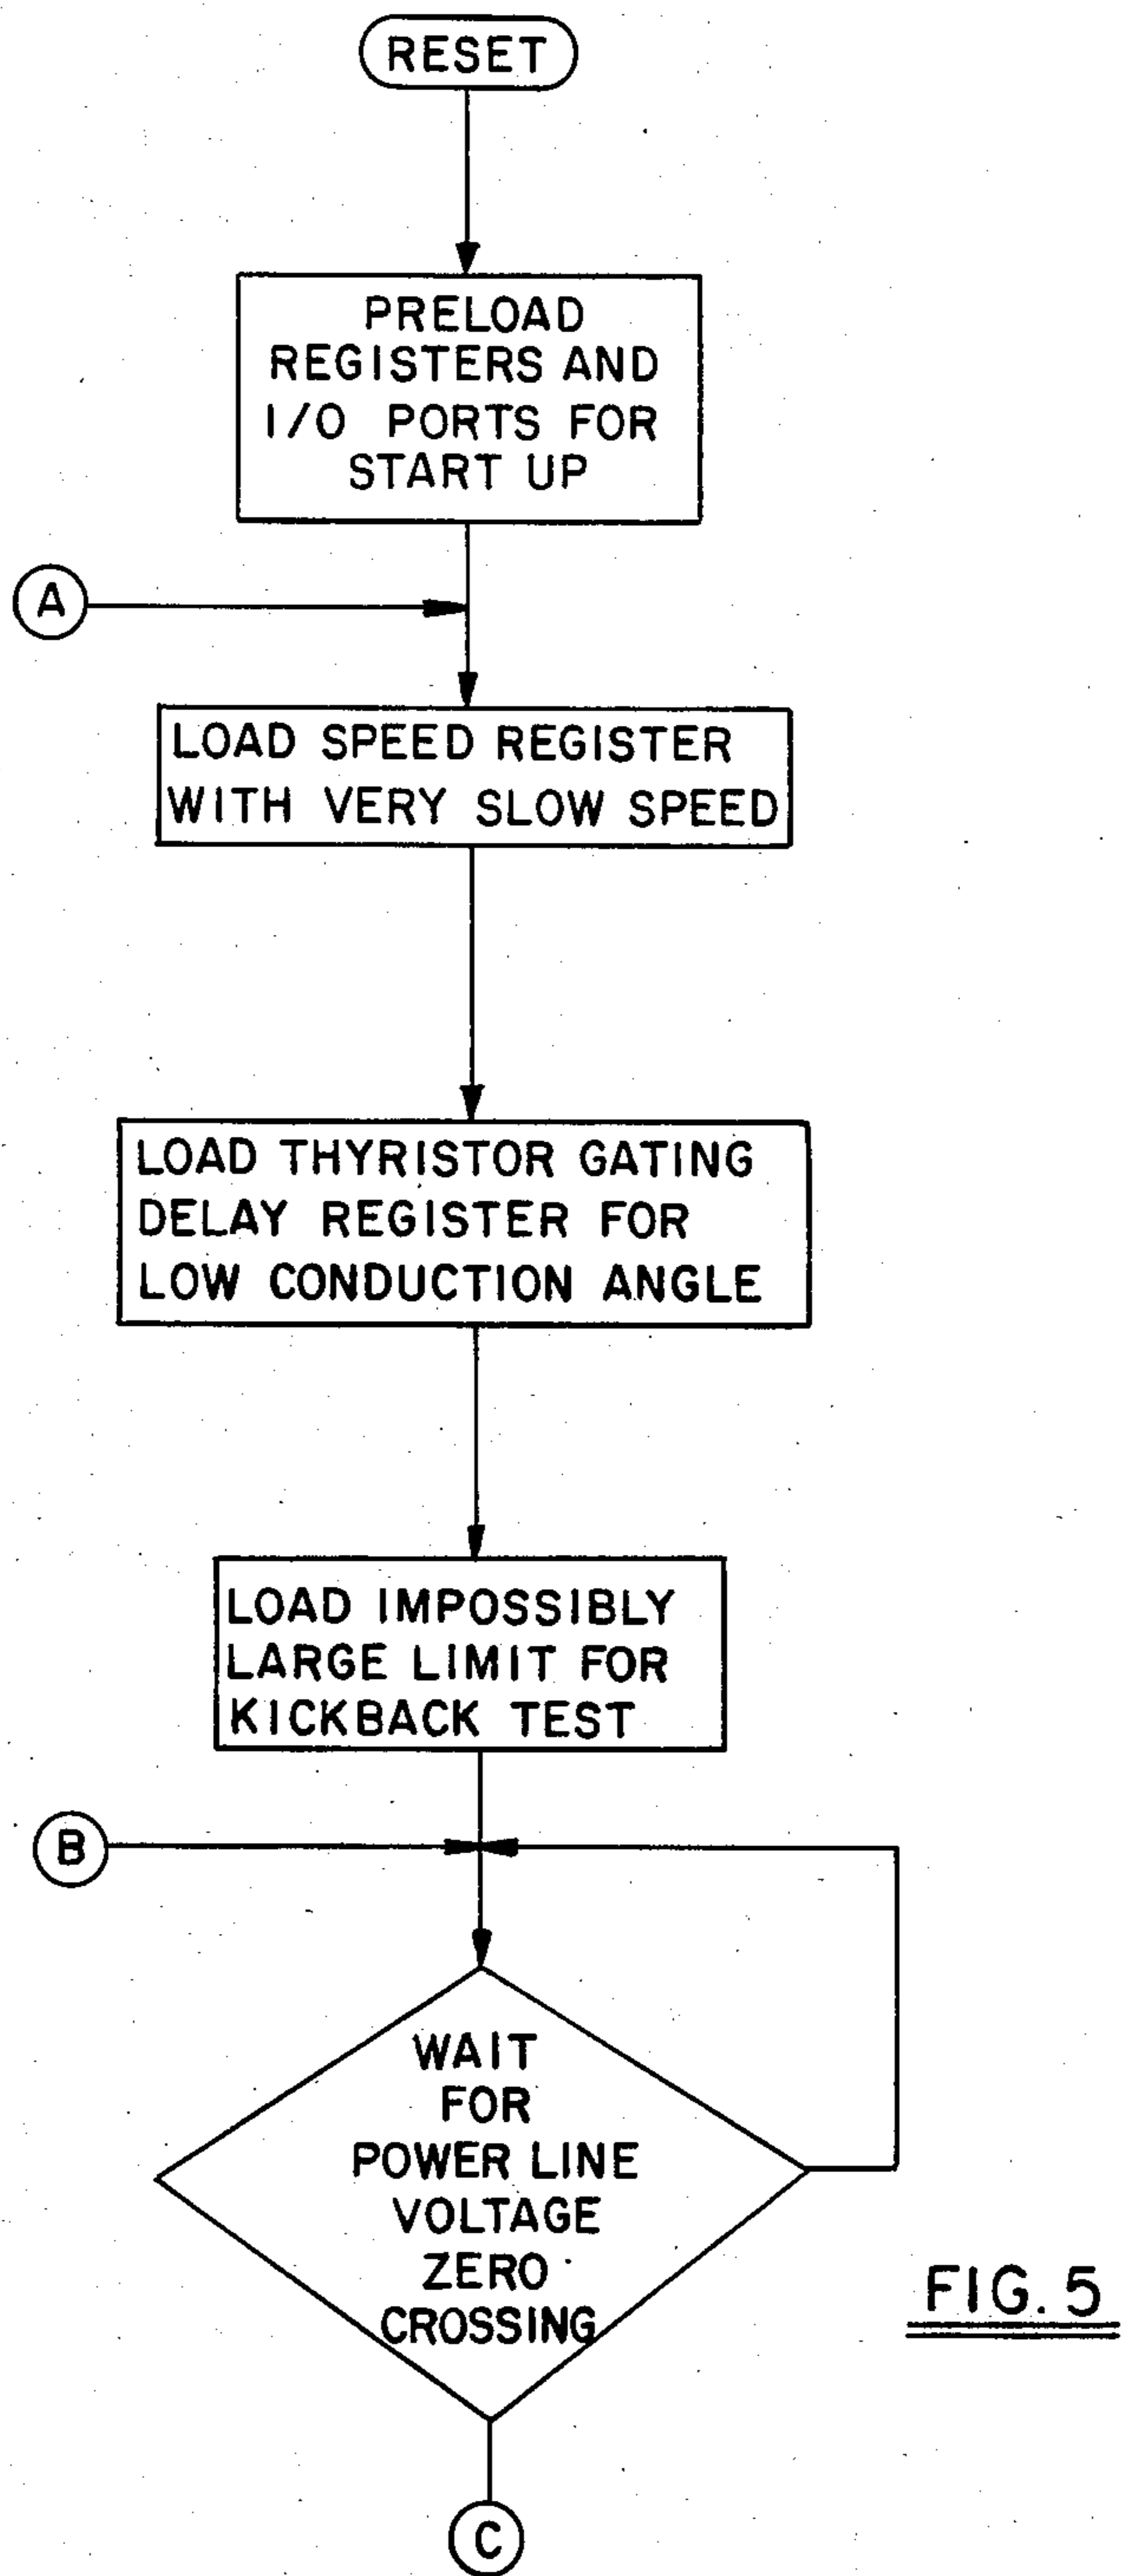 RESET
PRELOAD
REGISTERS AND
I/O PORTS FOR
START UP
A
LOAD SPEED REGISTER
WITH VERY SLOW SPEED
LOAD THYRISTOR GATING
DELAY REGISTER FOR
LOW CONDUCTION ANGLE
LOAD IMPOSSIBLY
LARGE LIMIT FOR
KICKBACK TEST
B
WAIT
FOR
POWER LINE
VOLTAGE
ZERO
CROSSING
FIG. 5
C